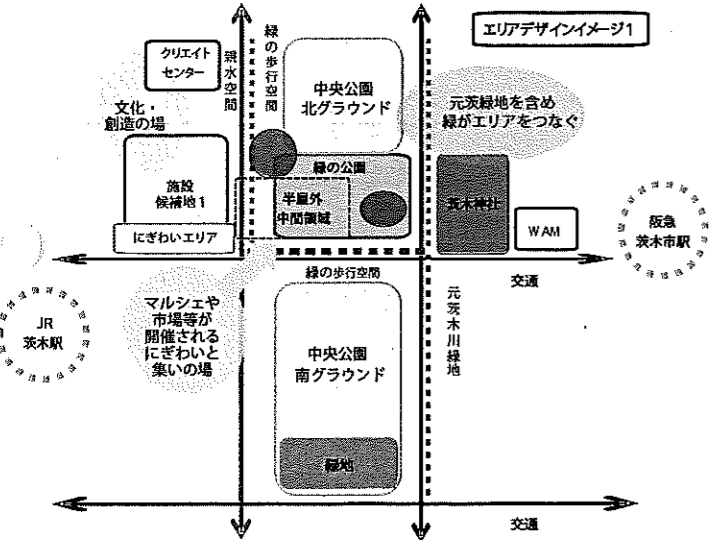 エリアデザインイメージ1
クリエイト
センター
親水空間
緑の歩行空間
中央公園
北グラウンド
文化・
創造の場
元茨緑地を含め
緑がエリアをつなぐ
施設
候補地1
にぎわいエリア
緑の公園
半屋外
中間領域
茨木神社
WAM
阪急
茨木市駅
交通
緑の歩行空間
JR
茨木駅
マルシェや
市場等が
開催される
にぎわいと
集いの場
中央公園
南グラウンド
元茨木川緑地
緑地
交通